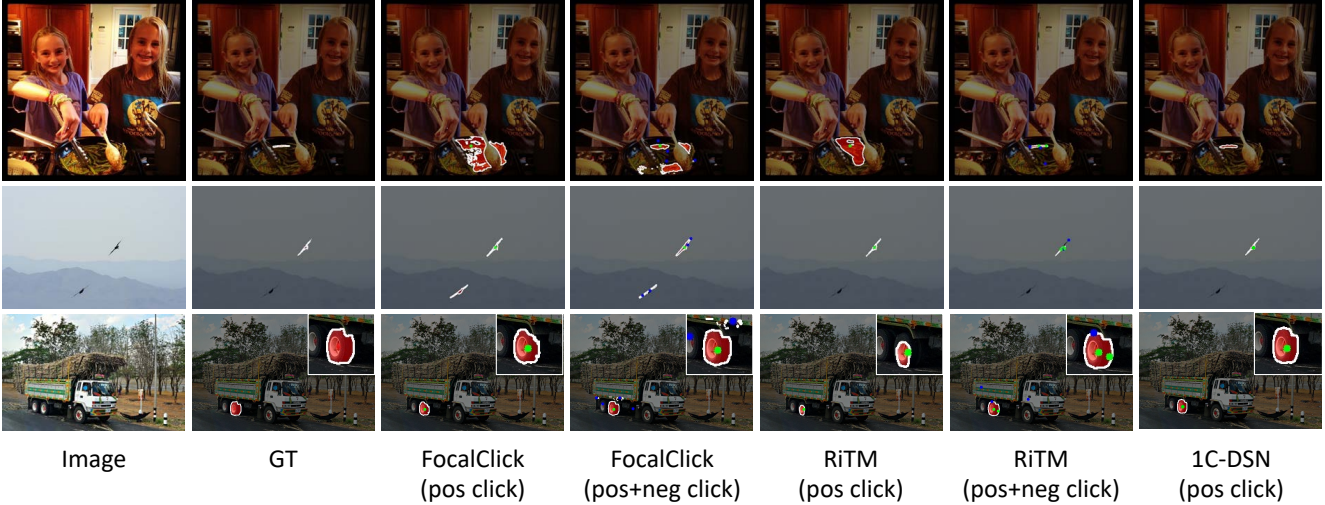 Image
GT
FocalClick
(pos click)
FocalClick
(pos+neg click)
RiTM
(pos click)
RiTM
(pos+neg click)
1C-DSN
(pos click)